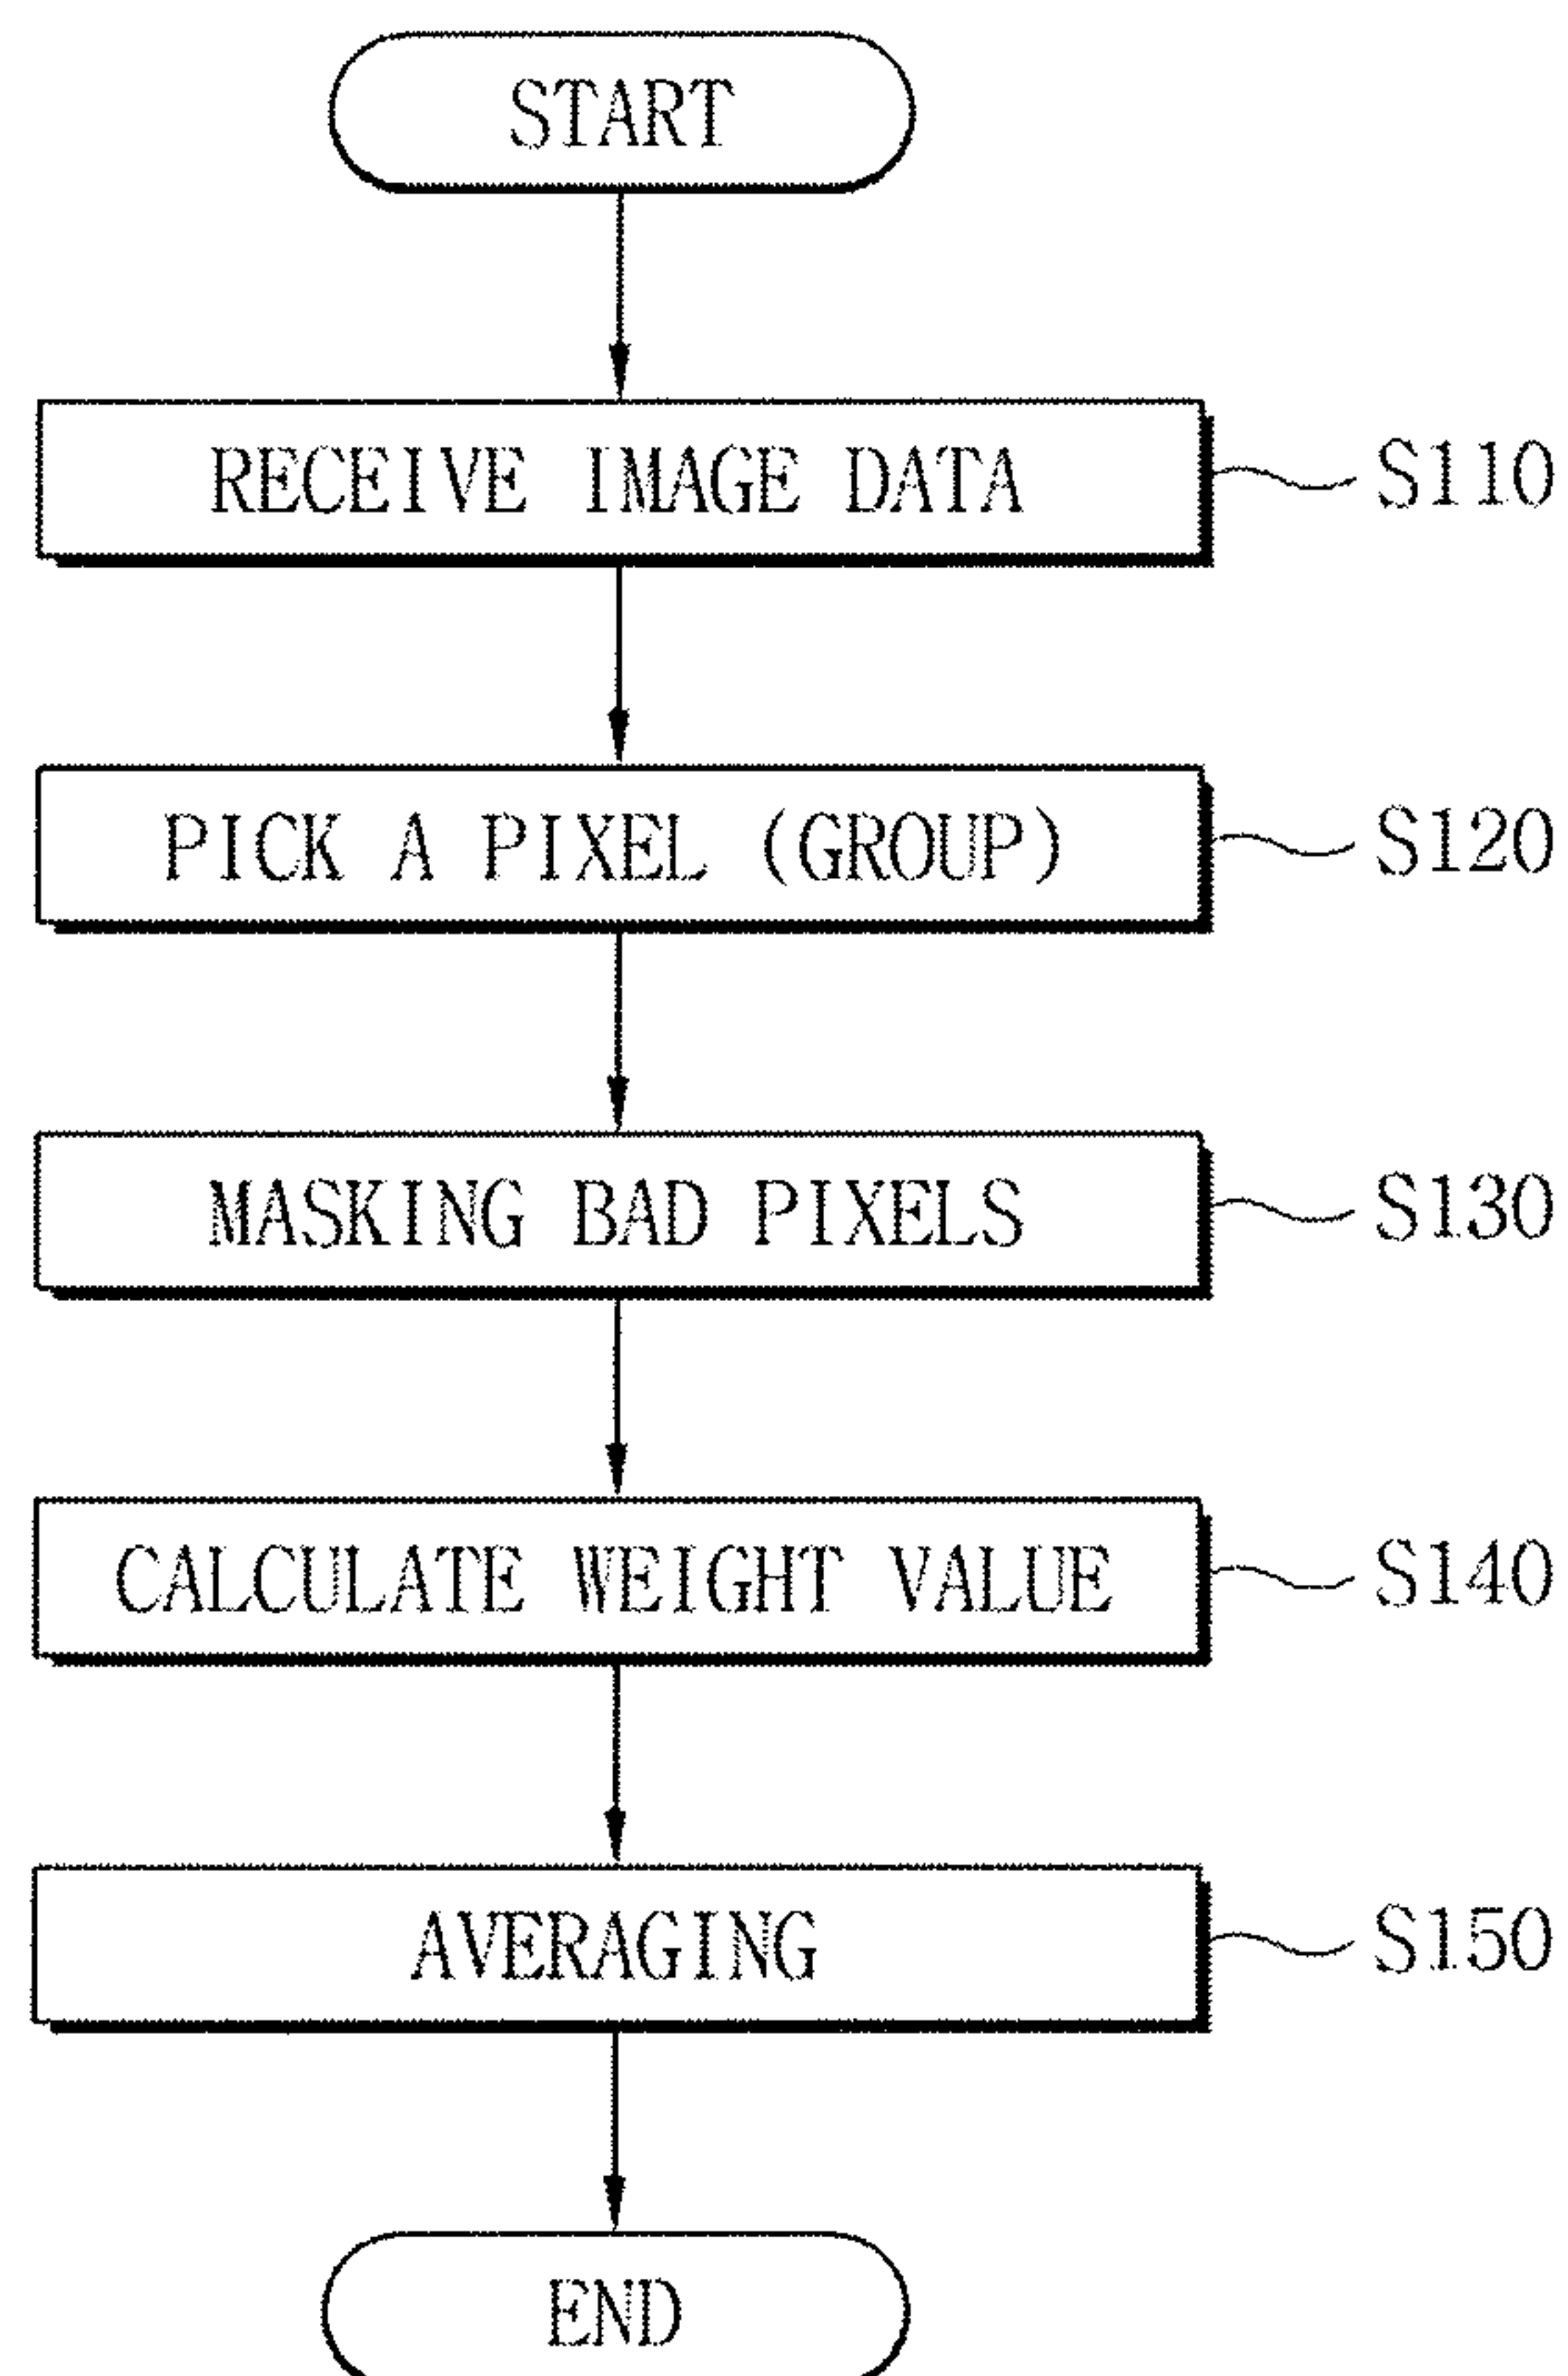 START
RECEIVE IMAGE DATA S110
PICK A PIXEL (GROUP) S120
MASKING BAD PIXELS S130
CALCULATE WEIGHT VALUE S140
AVERAGING S150
END